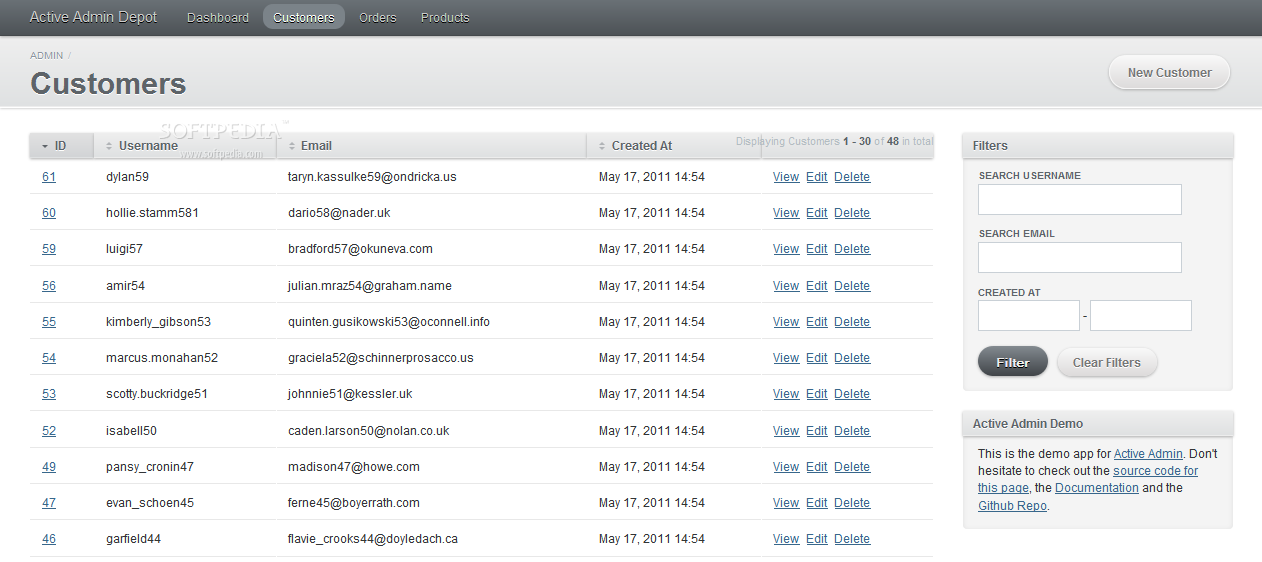 Active Admin Depot Dashboard Customers Orders Products
ADMIN /
Customers
New Customer
SOFTPEDIA™
www.softpedia.com
Displaying Customers 1 - 30 of 48 in total
ID Username Email Created At
61 dylan59 taryn.kassulke59@ondricka.us May 17, 2011 14:54 View Edit Delete
60 hollie.stamm581 dario58@nader.uk May 17, 2011 14:54 View Edit Delete
59 luigi57 bradford57@okuneva.com May 17, 2011 14:54 View Edit Delete
56 amir54 julian.mraz54@graham.name May 17, 2011 14:54 View Edit Delete
55 kimberly_gibson53 quinten.gusikowski53@oconnell.info May 17, 2011 14:54 View Edit Delete
54 marcus.monahan52 graciela52@schinnerprosacco.us May 17, 2011 14:54 View Edit Delete
53 scotty.buckridge51 johnnie51@kessler.uk May 17, 2011 14:54 View Edit Delete
52 isabell50 caden.larson50@nolan.co.uk May 17, 2011 14:54 View Edit Delete
49 pansy_cronin47 madison47@howe.com May 17, 2011 14:54 View Edit Delete
47 evan_schoen45 ferne45@boyerrath.com May 17, 2011 14:54 View Edit Delete
46 garfield44 flavie_crooks44@doyledach.ca May 17, 2011 14:54 View Edit Delete
Filters
SEARCH USERNAME
SEARCH EMAIL
CREATED AT
-
Filter Clear Filters
Active Admin Demo
This is the demo app for Active Admin. Don't
hesitate to check out the source code for
this page, the Documentation and the
Github Repo.